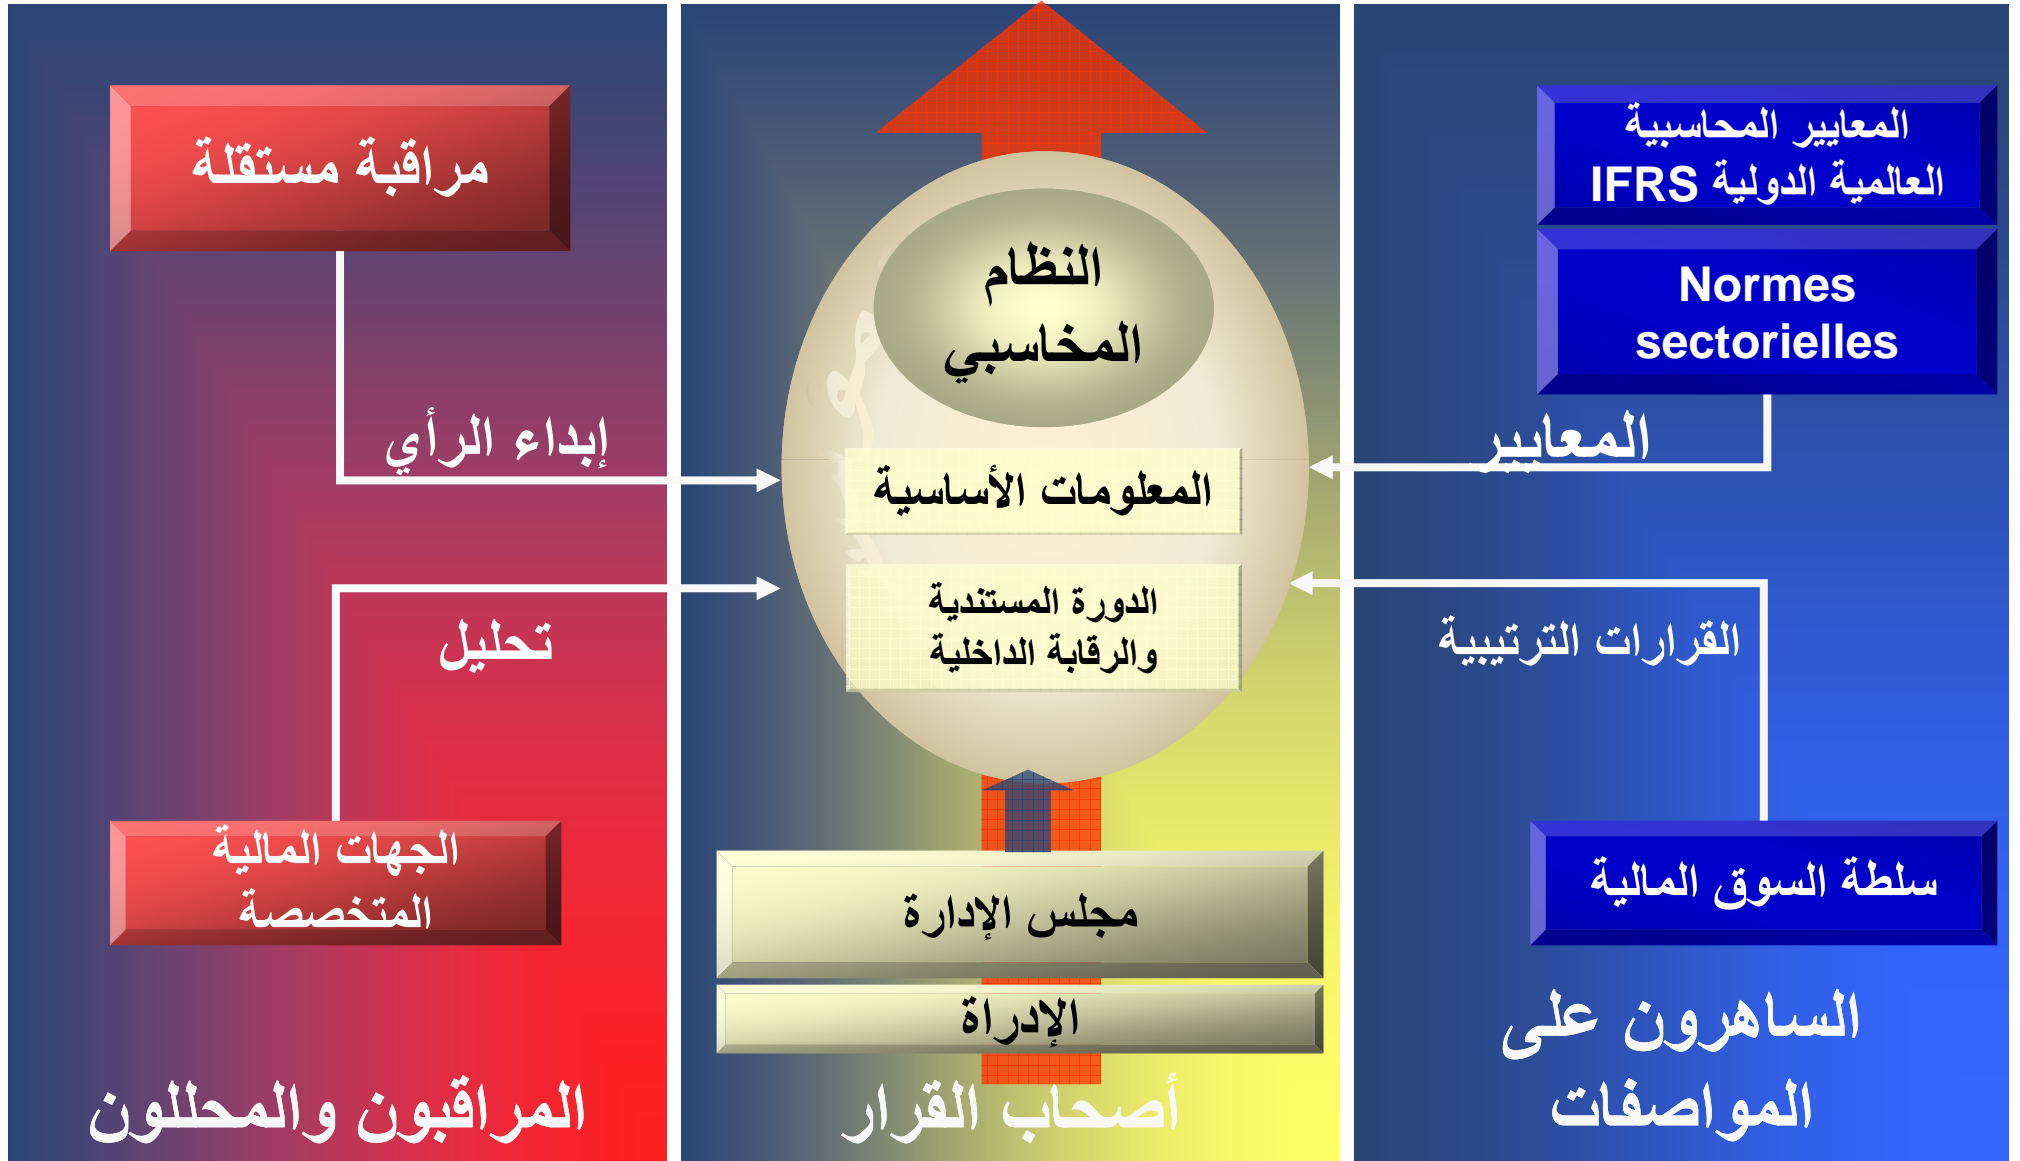 المعايير المحاسبية
العالمية الدولية IFRS
Normes
sectorielles
المعايير
القرارات الترتيبية
سلطة السوق المالية
الساهرون على
المواصفات
النظام
المخاسبي
المعلومات الأساسية
الدورة المستندية
والرقابة الداخلية
مجلس الإدارة
الإدراة
أصحاب القرار
مراقبة مستقلة
إبداء الرأي
تحليل
الجهات المالية
المتخصصة
المراقبون والمحللون